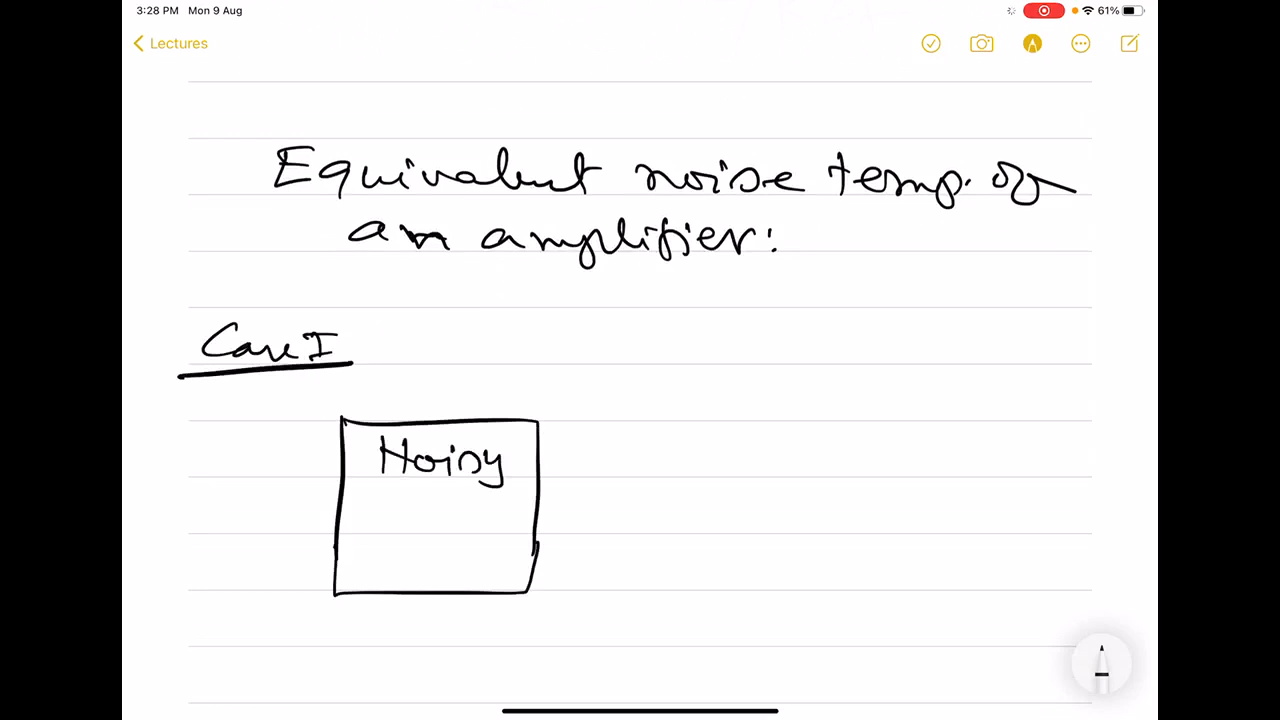 3:28 PM Mon 9 Aug 61%
Lectures
Equivalent noise temp. of
an amplifier:
Case I
Noisy